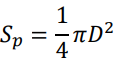 $S_p = \frac{1}{4}\pi D^2$